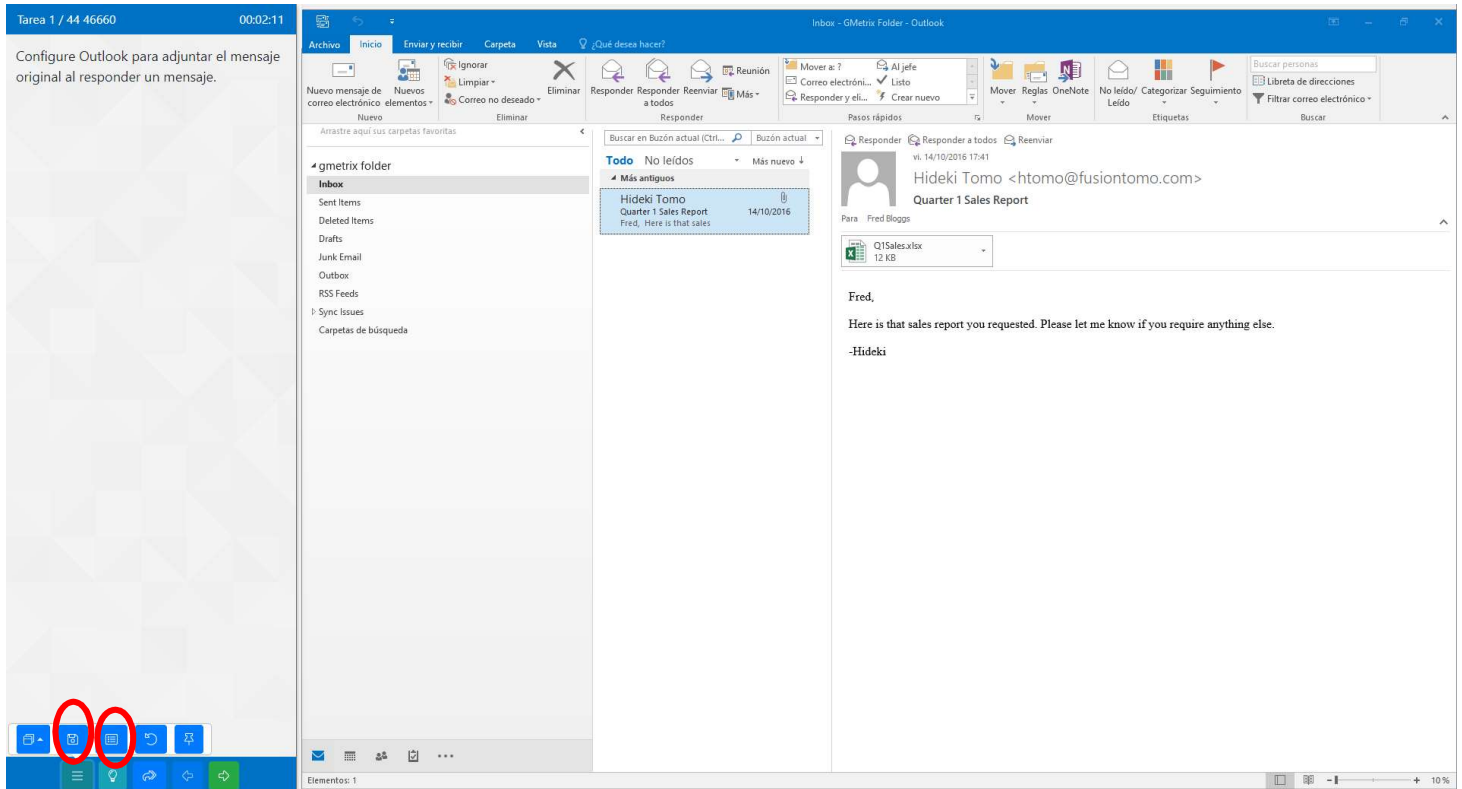 Tarea 1 / 44 46660 00:02:11
Configure Outlook para adjuntar el mensaje
original al responder un mensaje.
Inbox - GMetrix Folder - Outlook
Archivo Inicio Enviar y recibir Carpeta Vista ¿Qué desea hacer?
Nuevo mensaje de correo electrónico
Nuevos elementos
Nuevo
Ignorar
Limpiar
Correo no deseado
Eliminar
Eliminar
Responder
Responder a todos
Reenviar
Reunión
Más
Responder
Mover a: ?
Correo electróni...
Responder y eli...
Al jefe
Listo
Crear nuevo
Pasos rápidos
Mover
Reglas
OneNote
Mover
No leído/ Leído
Categorizar
Seguimiento
Etiquetas
Buscar personas
Libreta de direcciones
Filtrar correo electrónico
Buscar
Arrastre aquí sus carpetas favoritas
gmetrix folder
Inbox
Sent Items
Deleted Items
Drafts
Junk Email
Outbox
RSS Feeds
Sync Issues
Carpetas de búsqueda
Buscar en Buzón actual (Ctrl... Buzón actual
Todo No leídos Más nuevo
Más antiguos
Hideki Tomo
Quarter 1 Sales Report 14/10/2016
Fred, Here is that sales
Responder Responder a todos Reenviar
vi. 14/10/2016 17:41
Hideki Tomo <htomo@fusiontomo.com>
Quarter 1 Sales Report
Para Fred Bloggs
Q1Sales.xlsx
12 KB
Fred,
Here is that sales report you requested. Please let me know if you require anything else.
-Hideki
Elementos: 1
10 %